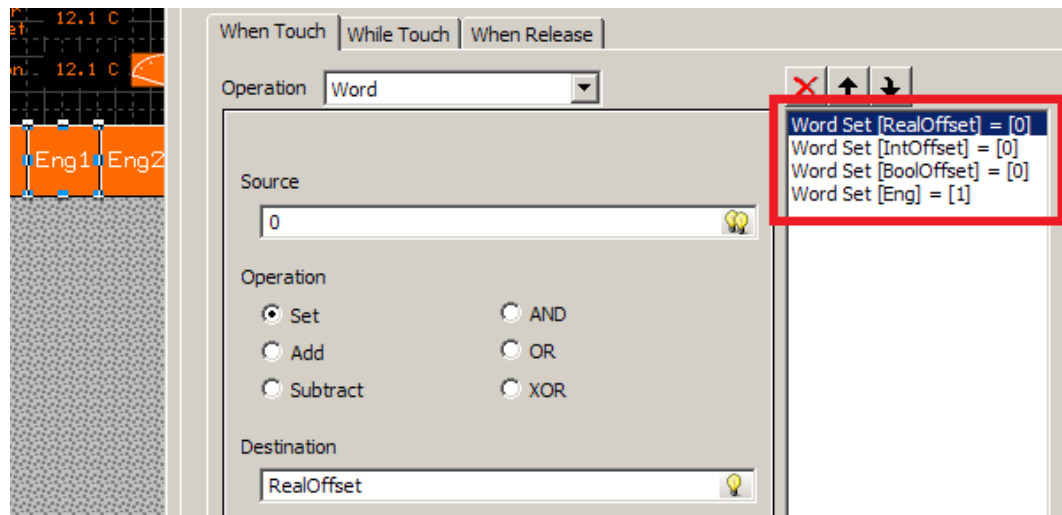 12.1 C
et
When Touch
While Touch
When Release
on
12.1 C
Operation
Word
Word Set [RealOffset] = [0]
Word Set [IntOffset] = [0]
Word Set [BoolOffset] = [0]
Word Set [Eng] = [1]
Eng1
Eng2
Source
0
Operation
Set
AND
Add
OR
Subtract
XOR
Destination
RealOffset